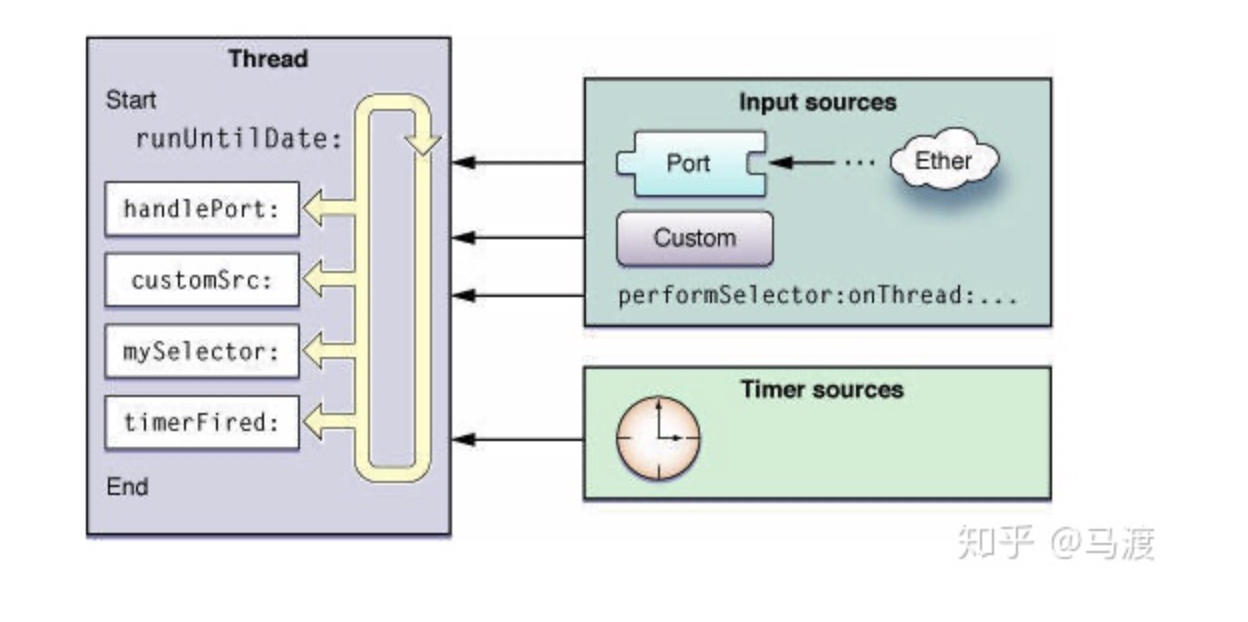 Thread
Start
runUntilDate:
handlePort:
customSrc:
mySelector:
timerFired:
End
Input sources
Port
...
Ether
Custom
performSelector:onThread:...
Timer sources
知乎 @马渡